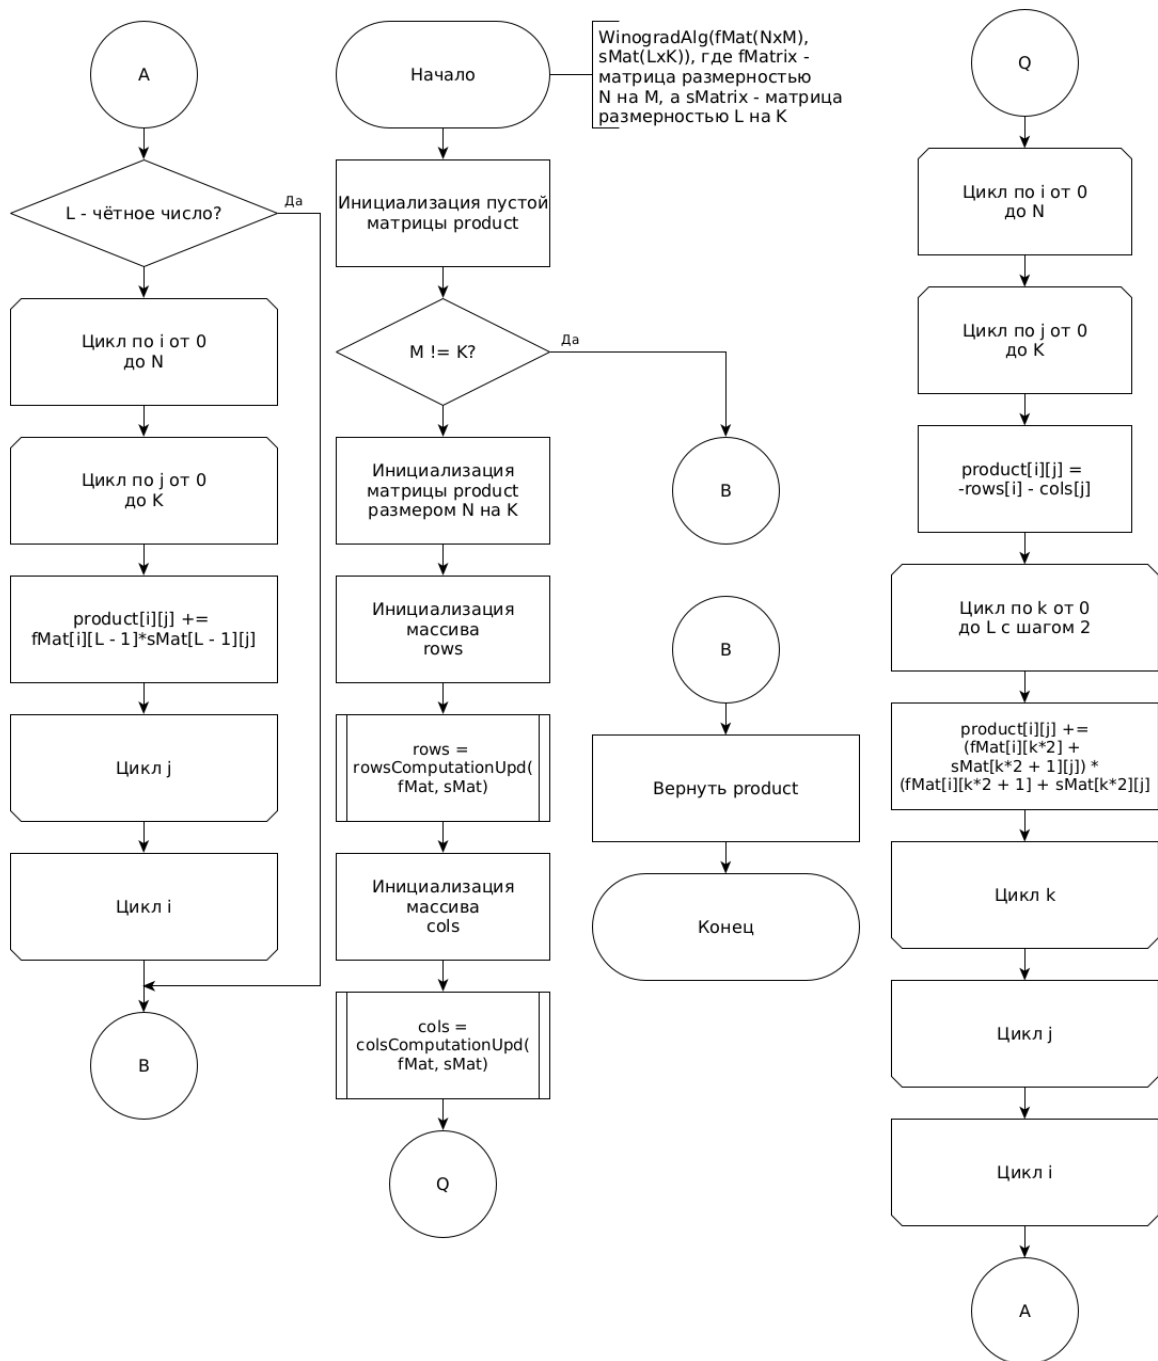 A
L - чётное число?
Да
Цикл по i от 0
до N
Цикл по j от 0
до K
product[i][j] +=
fMat[i][L - 1]*sMat[L - 1][j]
Цикл j
Цикл i
B
Начало
WinogradAlg(fMat(NxM),
sMat(LxK)), где fMatrix -
матрица размерностью
N на M, а sMatrix - матрица
размерностью L на K
Инициализация пустой
матрицы product
M != K?
Да
B
Инициализация
матрицы product
размером N на K
Инициализация
массива
rows
rows =
rowsComputationUpd(
fMat, sMat)
Инициализация
массива
cols
cols =
colsComputationUpd(
fMat, sMat)
Q
B
Вернуть product
Конец
Q
Цикл по i от 0
до N
Цикл по j от 0
до K
product[i][j] =
-rows[i] - cols[j]
Цикл по k от 0
до L с шагом 2
product[i][j] +=
(fMat[i][k*2] +
sMat[k*2 + 1][j]) *
(fMat[i][k*2 + 1] + sMat[k*2][j]
Цикл k
Цикл j
Цикл i
A